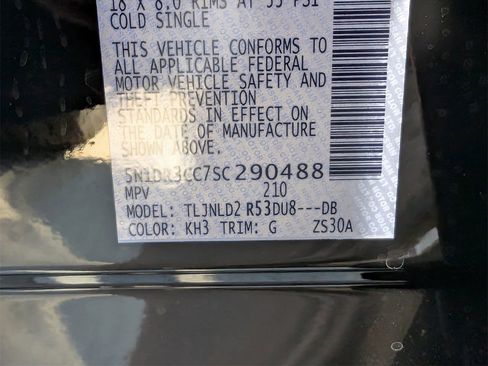 18 X 8.0 RIMS AT 35 PSI
COLD SINGLE
THIS VEHICLE CONFORMS TO
ALL APPLICABLE FEDERAL
MOTOR VEHICLE SAFETY AND
THEFT PREVENTION
STANDARDS IN EFFECT ON
THE DATE OF MANUFACTURE
SHOWN ABOVE.
5N1DR3CC7SC290488
MPV 210
MODEL: TLJNLD2 R53DU8---DB
COLOR: KH3 TRIM: G ZS30A